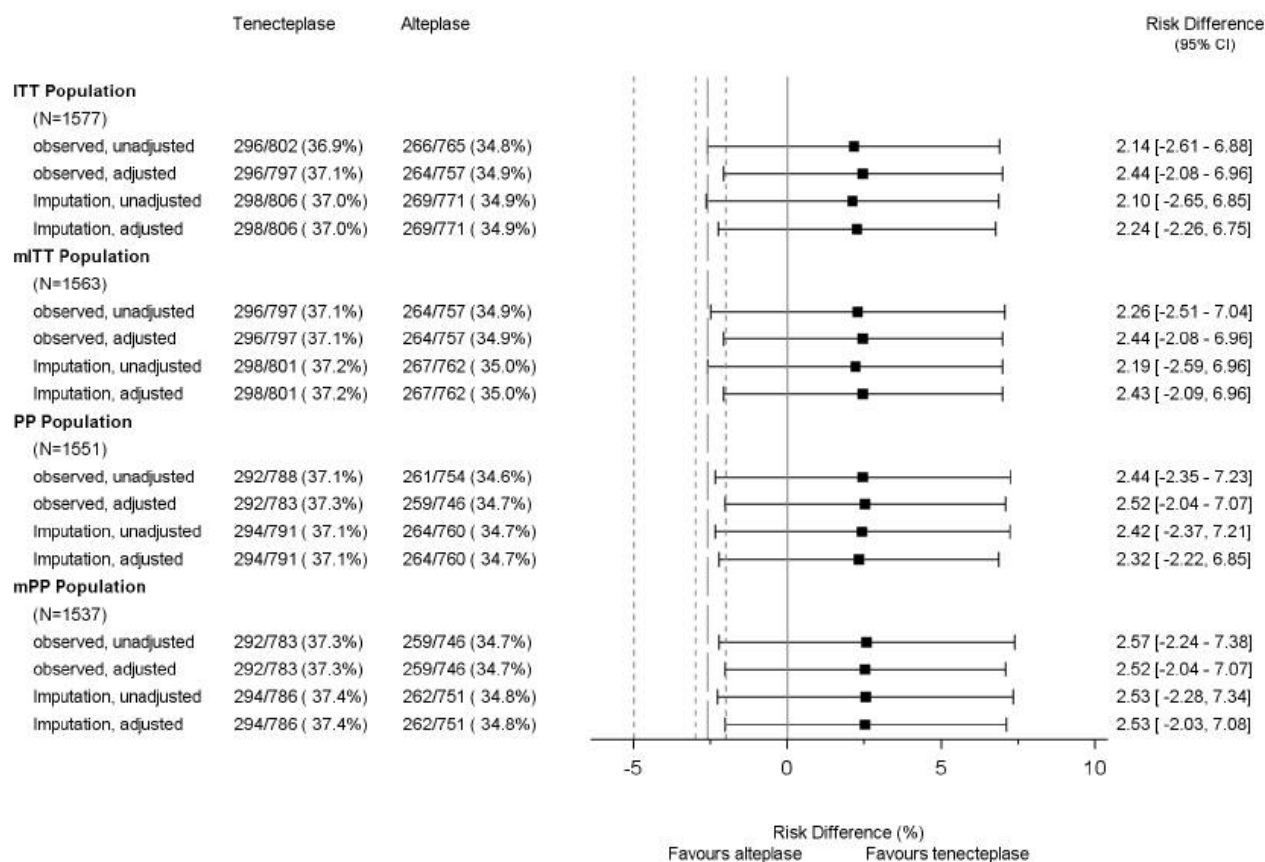 Tenecteplase Alteplase Risk Difference
(95% CI)
ITT Population
(N=1577)
observed, unadjusted 296/802 (36.9%) 266/765 (34.8%) 2.14 [-2.61 - 6.88]
observed, adjusted 296/797 (37.1%) 264/757 (34.9%) 2.44 [-2.08 - 6.96]
Imputation, unadjusted 298/806 ( 37.0%) 269/771 ( 34.9%) 2.10 [ -2.65, 6.85]
Imputation, adjusted 298/806 ( 37.0%) 269/771 ( 34.9%) 2.24 [ -2.26, 6.75]
mITT Population
(N=1563)
observed, unadjusted 296/797 (37.1%) 264/757 (34.9%) 2.26 [-2.51 - 7.04]
observed, adjusted 296/797 (37.1%) 264/757 (34.9%) 2.44 [-2.08 - 6.96]
Imputation, unadjusted 298/801 ( 37.2%) 267/762 ( 35.0%) 2.19 [ -2.59, 6.96]
Imputation, adjusted 298/801 ( 37.2%) 267/762 ( 35.0%) 2.43 [ -2.09, 6.96]
PP Population
(N=1551)
observed, unadjusted 292/788 (37.1%) 261/754 (34.6%) 2.44 [-2.35 - 7.23]
observed, adjusted 292/783 (37.3%) 259/746 (34.7%) 2.52 [-2.04 - 7.07]
Imputation, unadjusted 294/791 ( 37.1%) 264/760 ( 34.7%) 2.42 [ -2.37, 7.21]
Imputation, adjusted 294/791 ( 37.1%) 264/760 ( 34.7%) 2.32 [ -2.22, 6.85]
mPP Population
(N=1537)
observed, unadjusted 292/783 (37.3%) 259/746 (34.7%) 2.57 [-2.24 - 7.38]
observed, adjusted 292/783 (37.3%) 259/746 (34.7%) 2.52 [-2.04 - 7.07]
Imputation, unadjusted 294/786 ( 37.4%) 262/751 ( 34.8%) 2.53 [ -2.28, 7.34]
Imputation, adjusted 294/786 ( 37.4%) 262/751 ( 34.8%) 2.53 [ -2.03, 7.08]
-5 0 5 10
Risk Difference (%)
Favours alteplase Favours tenecteplase